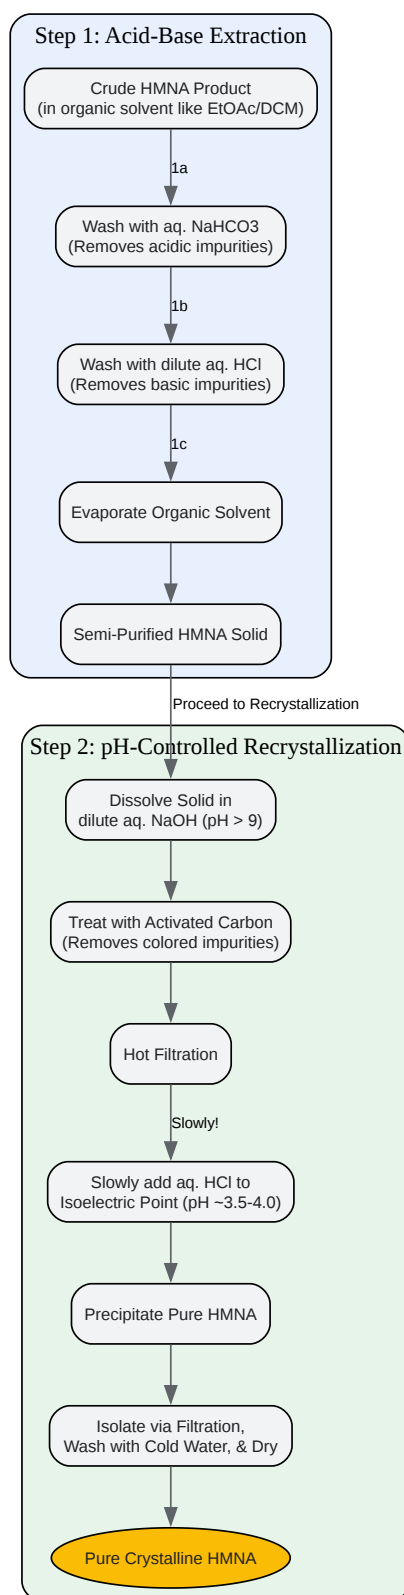 Step 1: Acid-Base Extraction
Crude HMNA Product
(in organic solvent like EtOAc/DCM)
1a
Wash with aq. NaHCO3
(Removes acidic impurities)
1b
Wash with dilute aq. HCl
(Removes basic impurities)
1c
Evaporate Organic Solvent
Semi-Purified HMNA Solid
Proceed to Recrystallization
Step 2: pH-Controlled Recrystallization
Dissolve Solid in
dilute aq. NaOH (pH > 9)
Treat with Activated Carbon
(Removes colored impurities)
Hot Filtration
Slowly!
Slowly add aq. HCl to
Isoelectric Point (pH ~3.5-4.0)
Precipitate Pure HMNA
Isolate via Filtration,
Wash with Cold Water, & Dry
Pure Crystalline HMNA